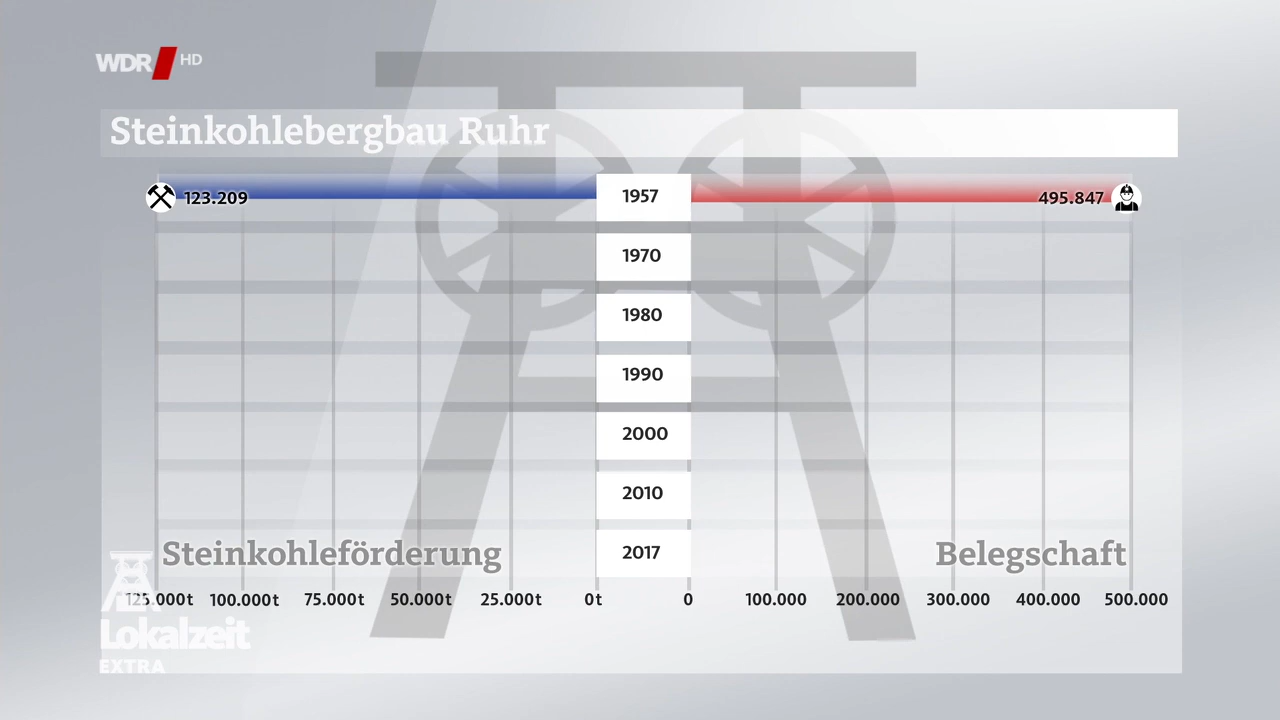 WDR HD
Steinkohlebergbau Ruhr
123.209 1957 495.847
1970
1980
1990
2000
2010
2017
Steinkohleförderung Belegschaft
125.000t 100.000t 75.000t 50.000t 25.000t 0t 0 100.000 200.000 300.000 400.000 500.000
Lokalzeit
EXTRA